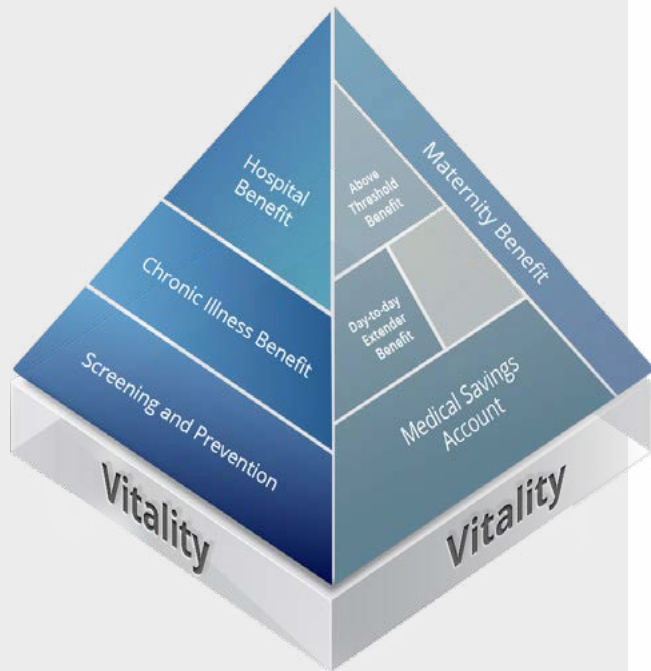 Hospital
Benefit
Chronic Illness Benefit
Screening and Prevention
Maternity Benefit
Above
Threshold
Benefit
Day-to-day
Extender
Benefit
Medical Savings
Account
Vitality
Vitality